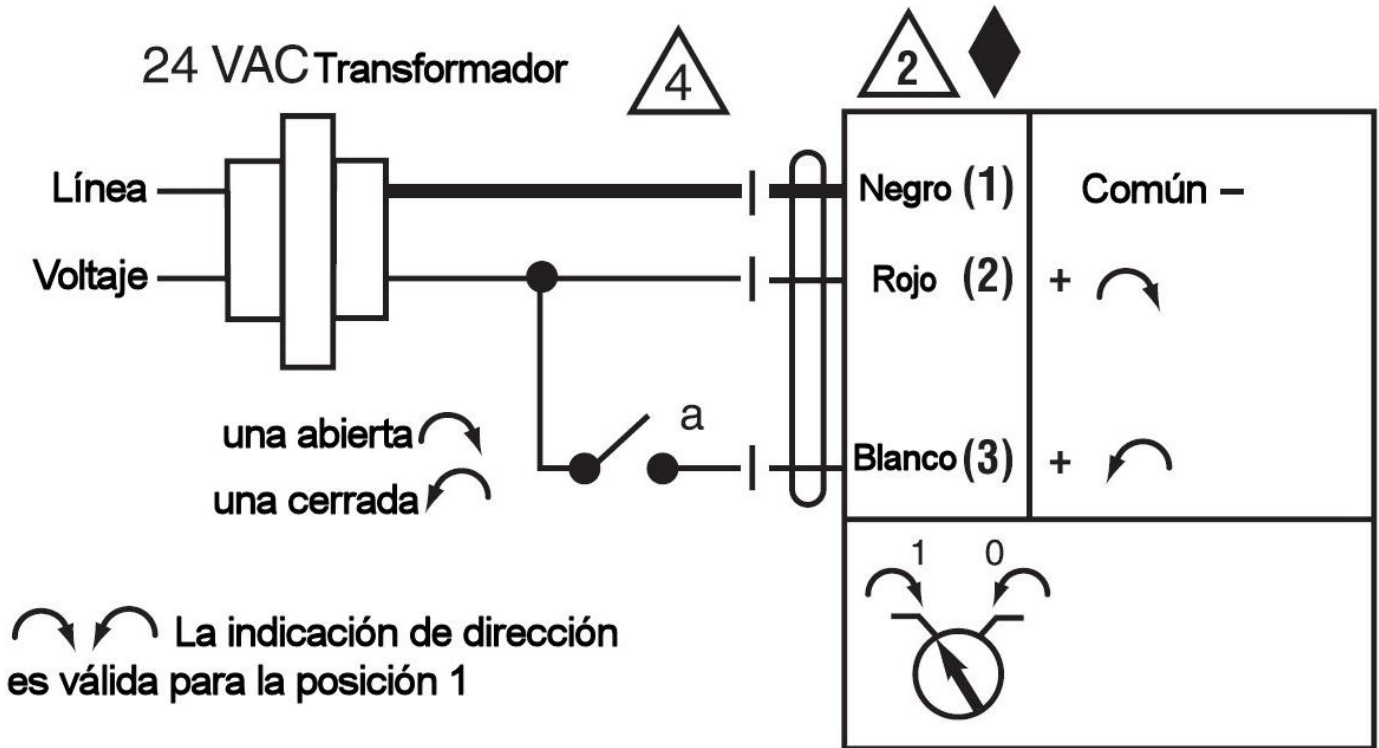 24 VAC Transformador
4
2
Línea
Voltaje
Negro (1)
Común –
Rojo (2)
+
a
una abierta
una cerrada
Blanco (3)
+
1 0
La indicación de dirección
es válida para la posición 1